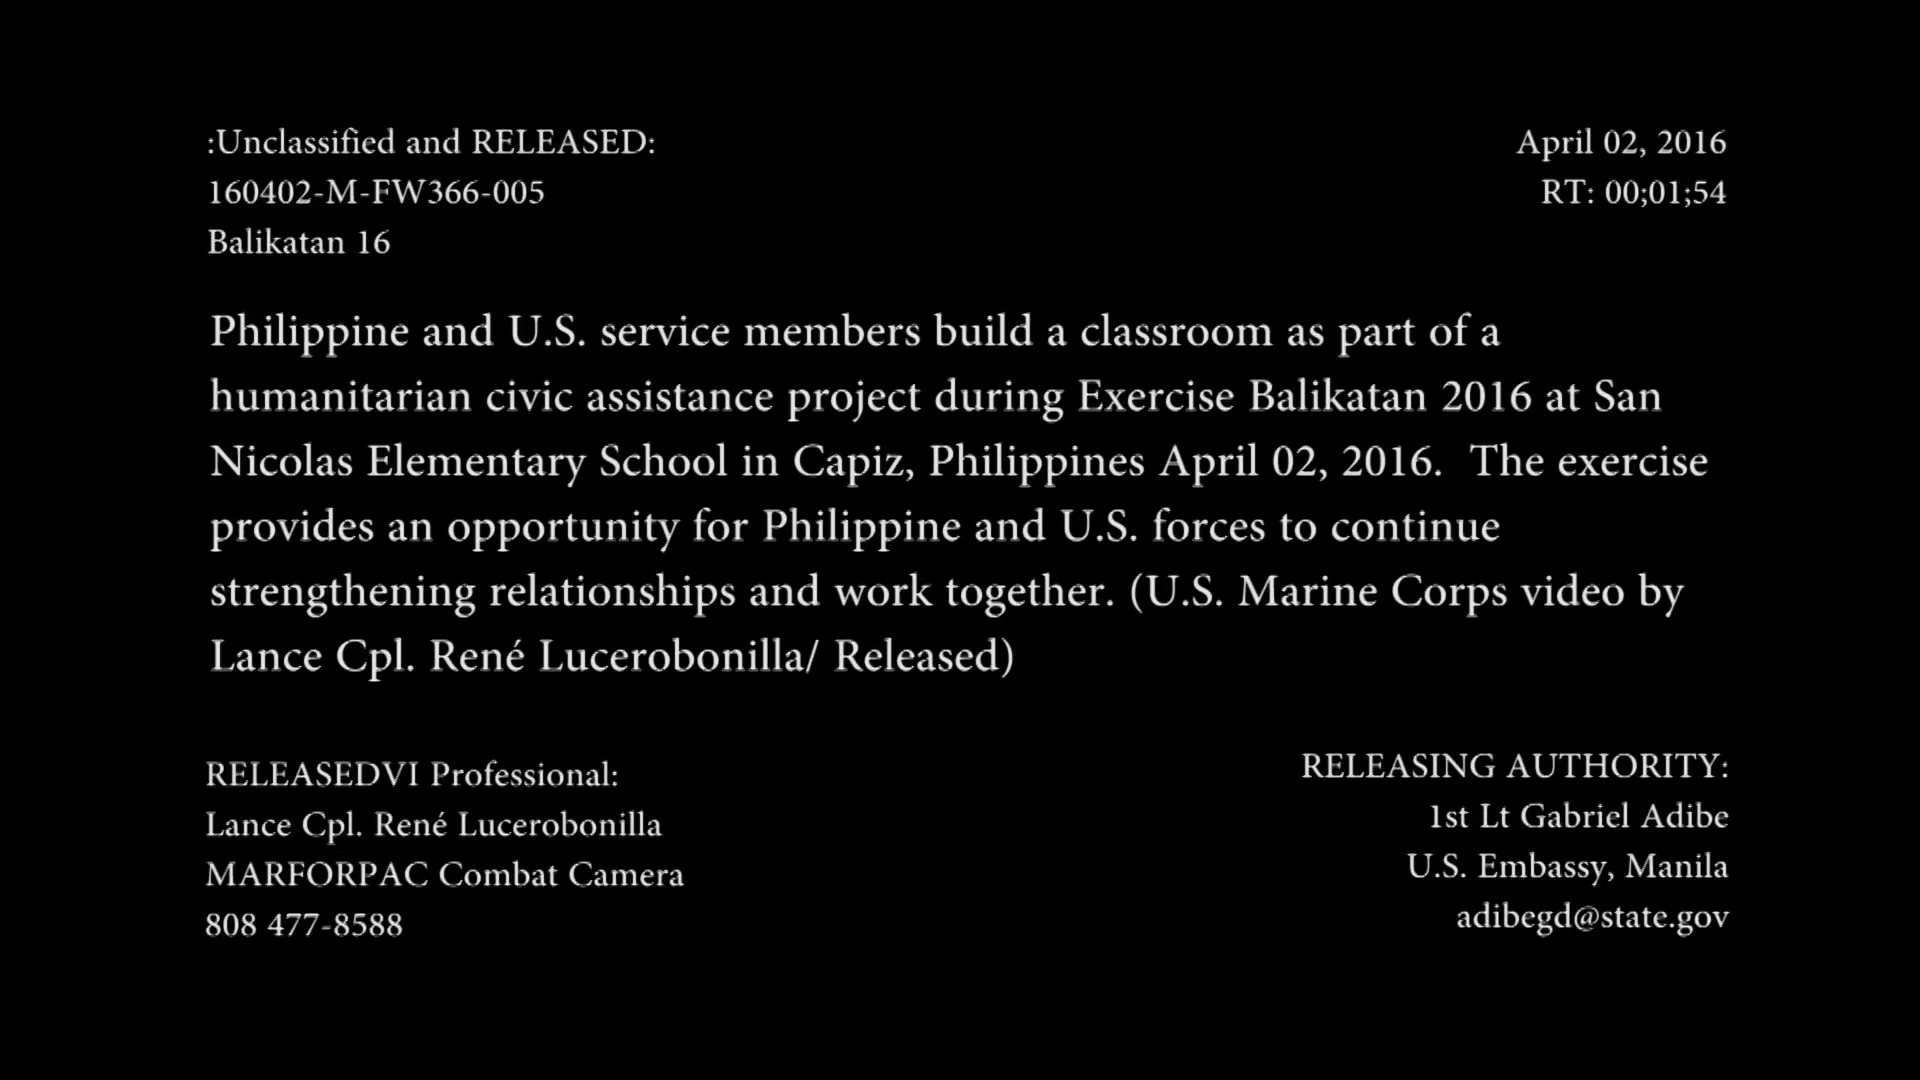 :Unclassified and RELEASED:
160402-M-FW366-005
Balikatan 16
April 02, 2016
RT: 00;01;54
Philippine and U.S. service members build a classroom as part of a
humanitarian civic assistance project during Exercise Balikatan 2016 at San
Nicolas Elementary School in Capiz, Philippines April 02, 2016.  The exercise
provides an opportunity for Philippine and U.S. forces to continue
strengthening relationships and work together. (U.S. Marine Corps video by
Lance Cpl. René Lucerobonilla/ Released)
RELEASEDVI Professional:
Lance Cpl. René Lucerobonilla
MARFORPAC Combat Camera
808 477-8588
RELEASING AUTHORITY:
1st Lt Gabriel Adibe
U.S. Embassy, Manila
adibegd@state.gov